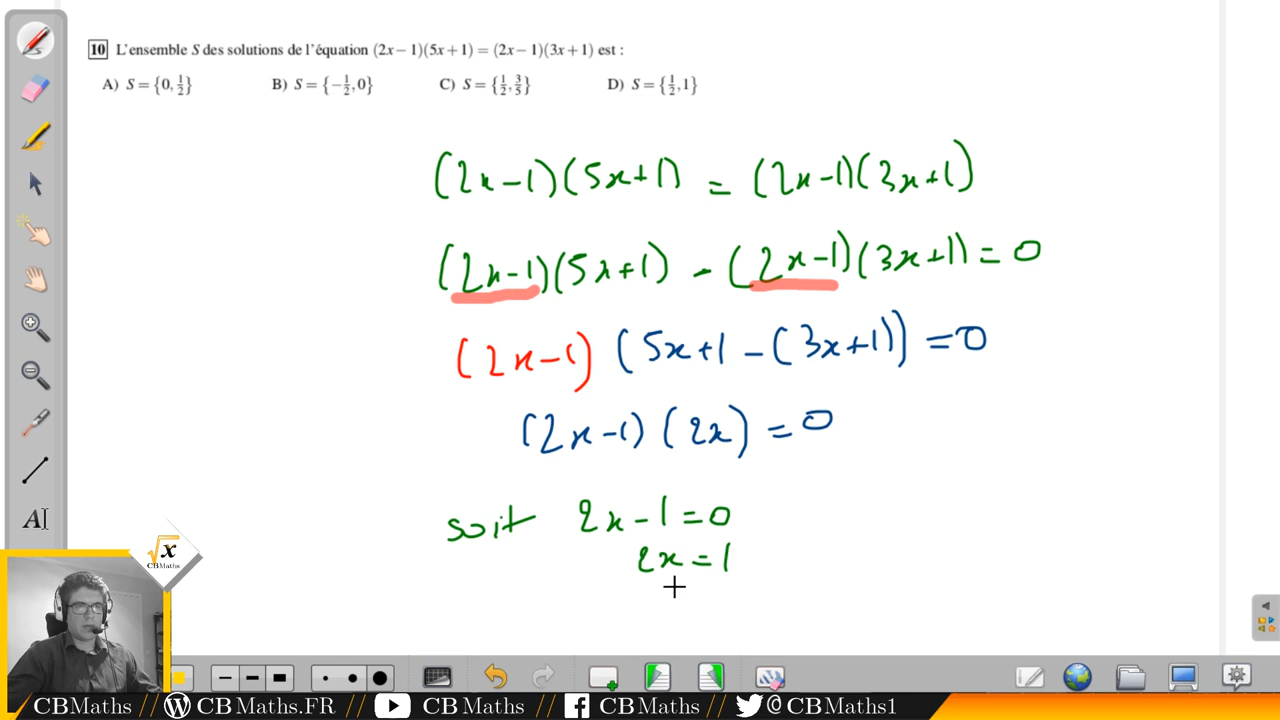 10 L'ensemble S des solutions de l'équation (2x − 1)(5x + 1) = (2x − 1)(3x + 1) est :
A) S = {0, 1/2} B) S = {−1/2, 0} C) S = {1/2, 3/5} D) S = {1/2, 1}
(2x-1)(5x+1) = (2x-1)(3x+1)
(2x-1)(5x+1) - (2x-1)(3x+1) = 0
(2x-1) (5x+1 - (3x+1)) = 0
(2x-1) (2x) = 0
soit 2x-1=0
2x=1
AI
√x
CBMaths
CBMaths CBMaths.FR CBMaths CBMaths @CBMaths1